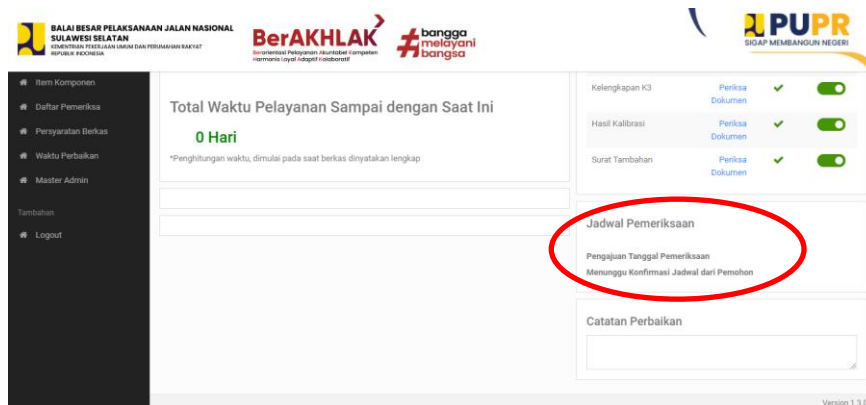 BALAI BESAR PELAKSANAAN JALAN NASIONAL
SULAWESI SELATAN
KEMENTRIAN PEKERJAAN UMUM DAN PERUMAHAN RAKYAT
REPUBLIK INDONESIA
BerAKHLAK
Berorientasi Pelayanan Akuntabel Kompeten
Harmonis Loyal Adaptif Kolaboratif
#bangga
melayani
bangsa
PUPR
SIGAP MEMBANGUN NEGERI
Item Komponen
Daftar Pemeriksa
Persyaratan Berkas
Waktu Perbaikan
Master Admin
Tambahan
Logout
Total Waktu Pelayanan Sampai dengan Saat Ini
0 Hari
*Penghitungan waktu, dimulai pada saat berkas dinyatakan lengkap
Kelengkapan K3 Periksa
Dokumen
Hasil Kalibrasi Periksa
Dokumen
Surat Tambahan Periksa
Dokumen
Jadwal Pemeriksaan
Pengajuan Tanggal Pemeriksaan
Menunggu Konfirmasi Jadwal dari Pemohon
Catatan Perbaikan